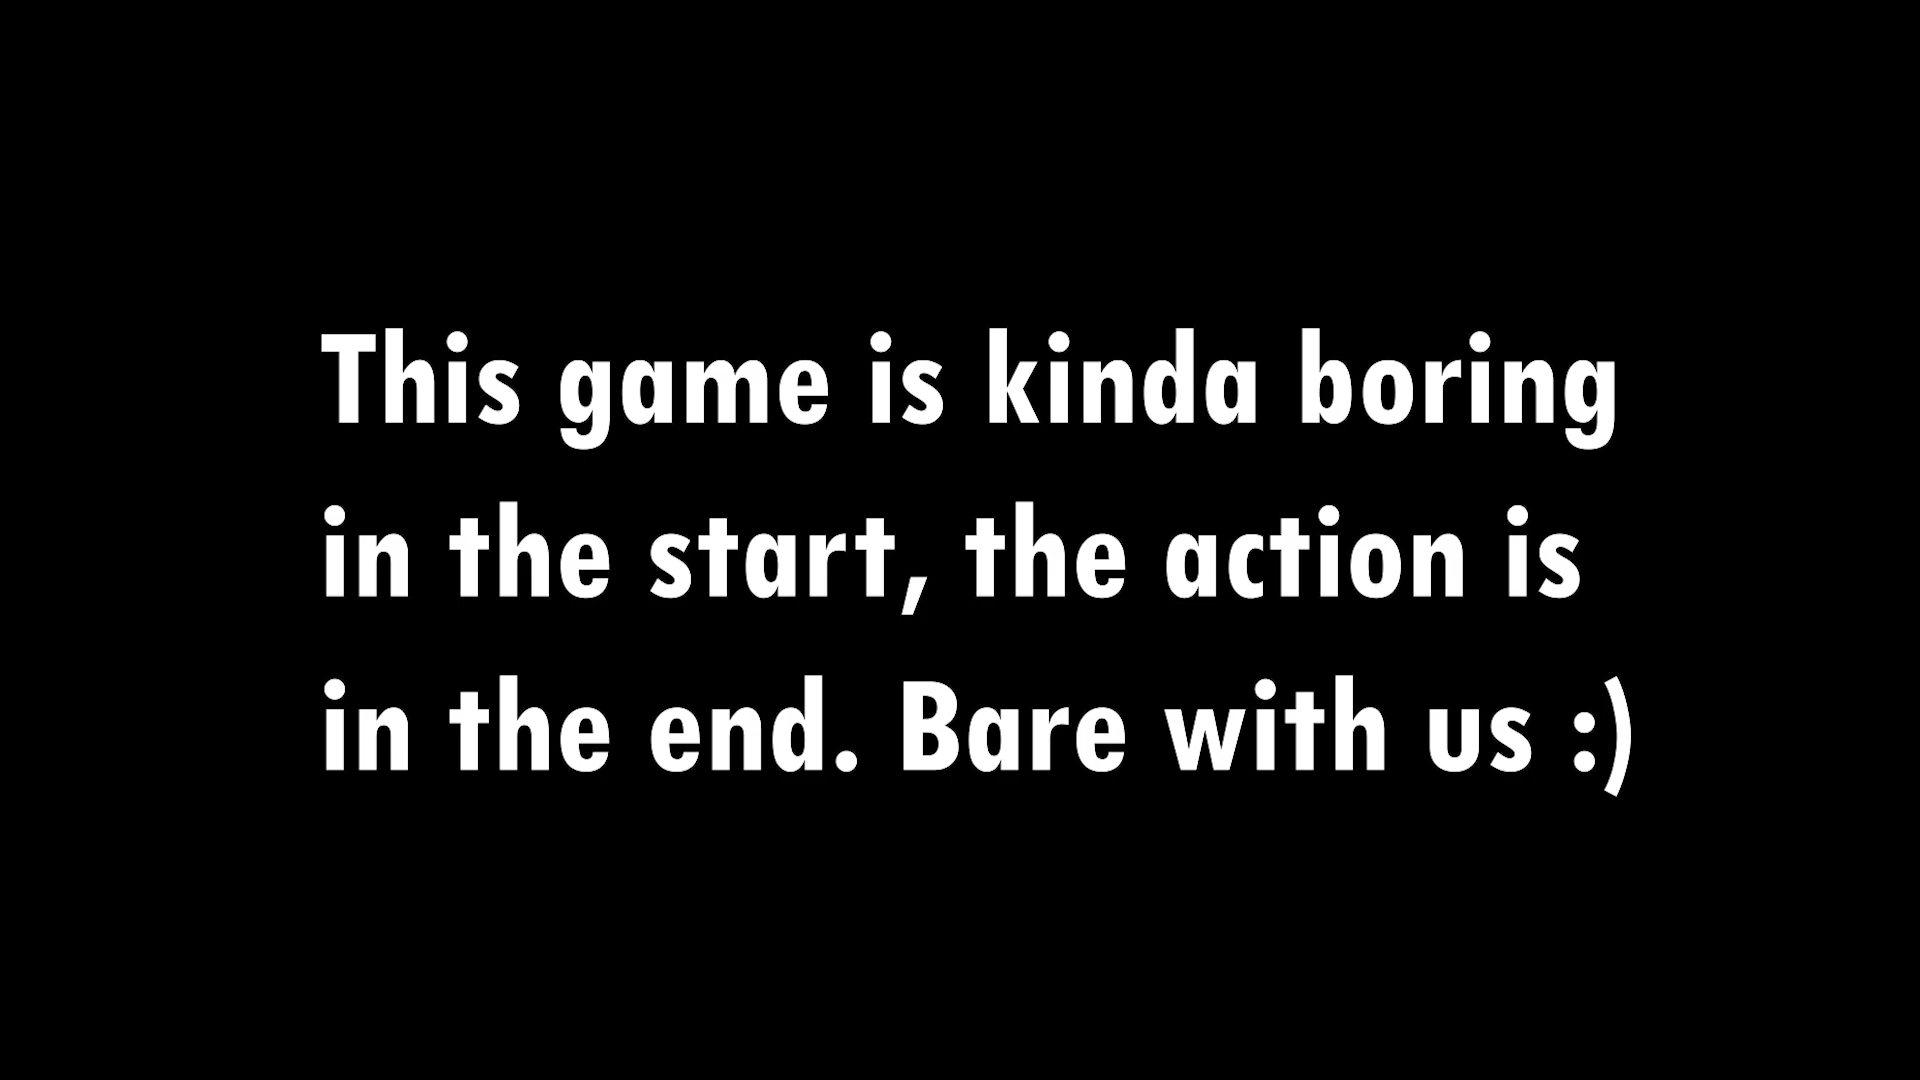 This game is kinda boring
in the start, the action is
in the end. Bare with us :)